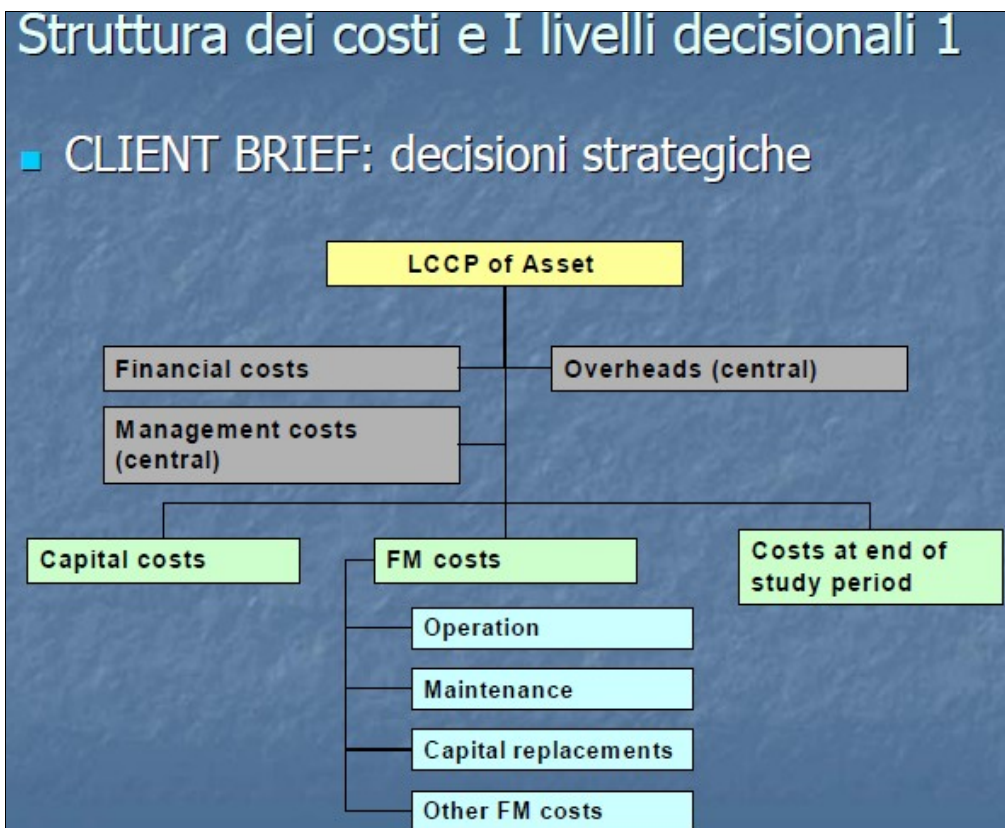 Struttura dei costi e I livelli decisionali 1
CLIENT BRIEF: decisioni strategiche
LCCP of Asset
Financial costs
Overheads (central)
Management costs
(central)
Capital costs
FM costs
Costs at end of
study period
Operation
Maintenance
Capital replacements
Other FM costs